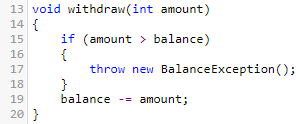 13 void withdraw(int amount)
14 {
15     if (amount > balance)
16     {
17         throw new BalanceException();
18     }
19     balance -= amount;
20 }